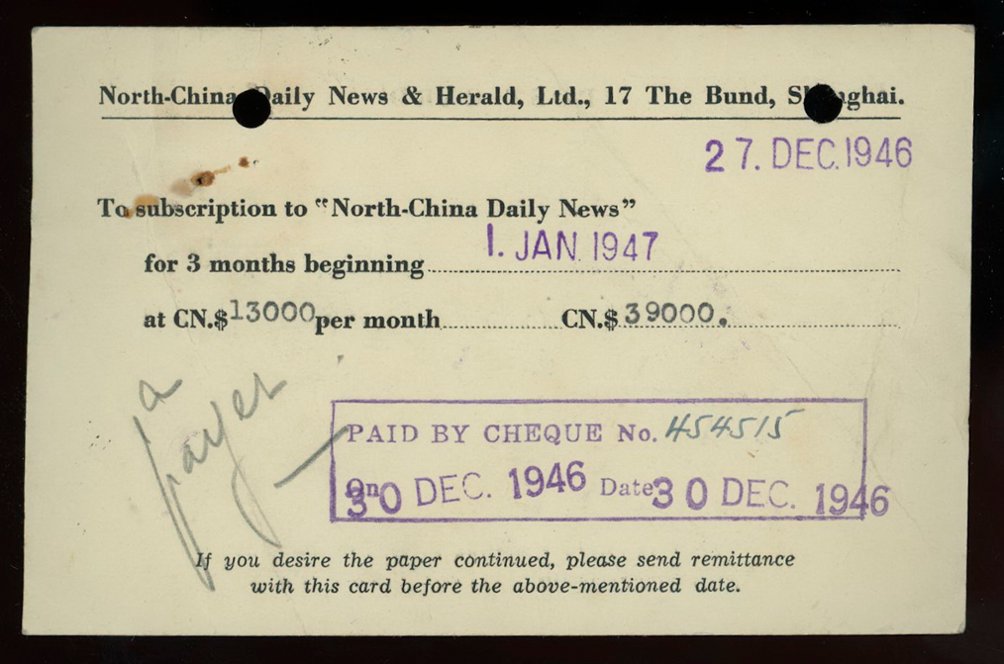 North-China Daily News & Herald, Ltd., 17 The Bund, Shanghai.
27. DEC. 1946
To subscription to "North-China Daily News"
for 3 months beginning 1. JAN. 1947
at CN.$13000 per month CN.$ 39000.
à payer
PAID BY CHEQUE No. 454515
On 30 DEC. 1946 Date 30 DEC. 1946
If you desire the paper continued, please send remittance
with this card before the above-mentioned date.